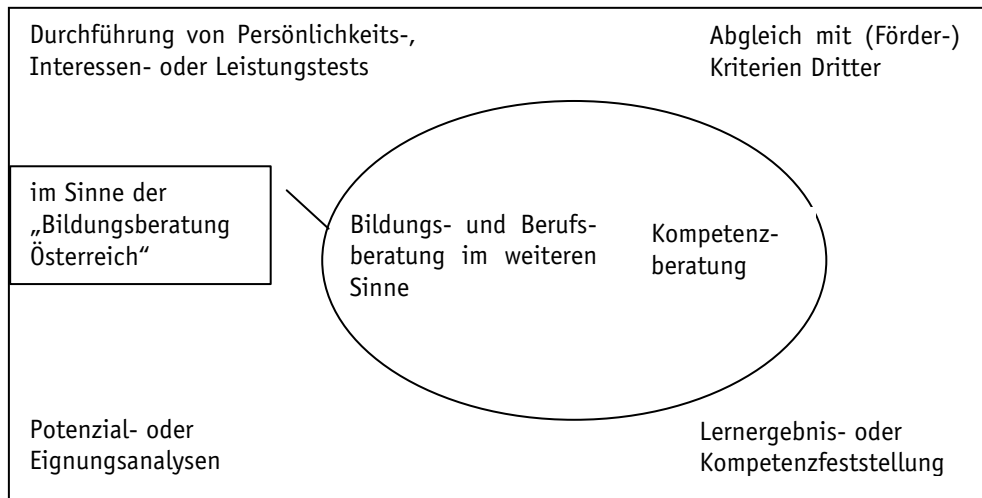 Durchführung von Persönlichkeits-,
Interessen- oder Leistungstests
Abgleich mit (Förder-)
Kriterien Dritter
im Sinne der
„Bildungsberatung
Österreich“
Bildungs- und Berufs-
beratung im weiteren
Sinne
Kompetenz-
beratung
Potenzial- oder
Eignungsanalysen
Lernergebnis- oder
Kompetenzfeststellung